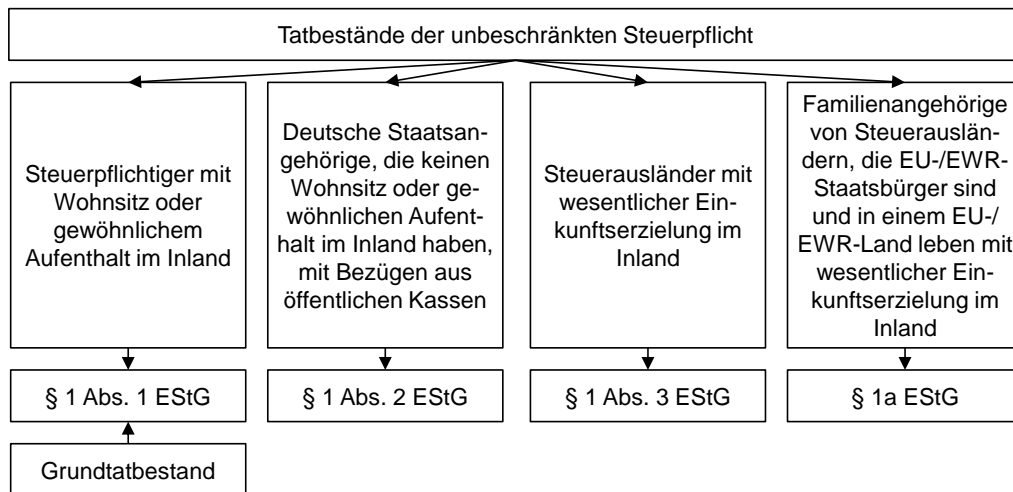 Tatbestände der unbeschränkten Steuerpflicht
Steuerpflichtiger mit
Wohnsitz oder
gewöhnlichem
Aufenthalt im Inland
Deutsche Staatsan-
gehörige, die keinen
Wohnsitz oder ge-
wöhnlichen Aufent-
halt im Inland haben,
mit Bezügen aus
öffentlichen Kassen
Steuerausländer mit
wesentlicher Ein-
kunftserzielung im
Inland
Familienangehörige
von Steuerauslän-
dern, die EU-/EWR-
Staatsbürger sind
und in einem EU-/
EWR-Land leben mit
wesentlicher Ein-
kunftserzielung im
Inland
§ 1 Abs. 1 EStG
§ 1 Abs. 2 EStG
§ 1 Abs. 3 EStG
§ 1a EStG
Grundtatbestand